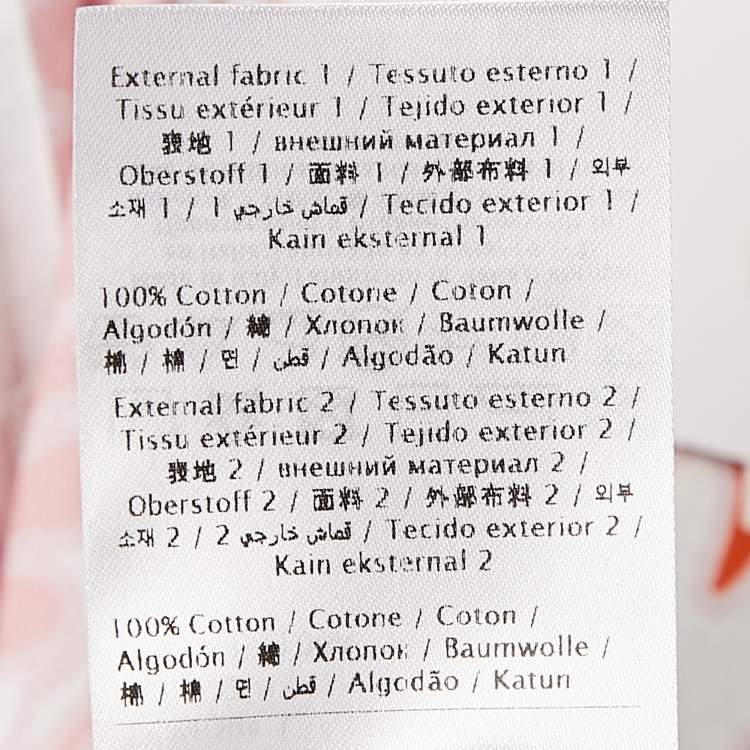 External fabric 1 / Tessuto esterno 1 /
Tissu extérieur 1 / Tejido exterior 1 /
表地 1 / внешний материал 1 /
Oberstoff 1 / 面料 1 / 外部布料 1 / 외부
소재 1 / 1 قماش خارجي / Tecido exterior 1 /
Kain eksternal 1
100% Cotton / Cotone / Coton /
Algodón / 綿 / Хлопок / Baumwolle /
棉 / 棉 / 면 / قطن / Algodão / Katun
External fabric 2 / Tessuto esterno 2 /
Tissu extérieur 2 / Tejido exterior 2 /
表地 2 / внешний материал 2 /
Oberstoff 2 / 面料 2 / 外部布料 2 / 외부
소재 2 / 2 قماش خارجي / Tecido exterior 2 /
Kain eksternal 2
100% Cotton / Cotone / Coton /
Algodón / 綿 / Хлопок / Baumwolle /
棉 / 棉 / 면 / قطن / Algodão / Katun